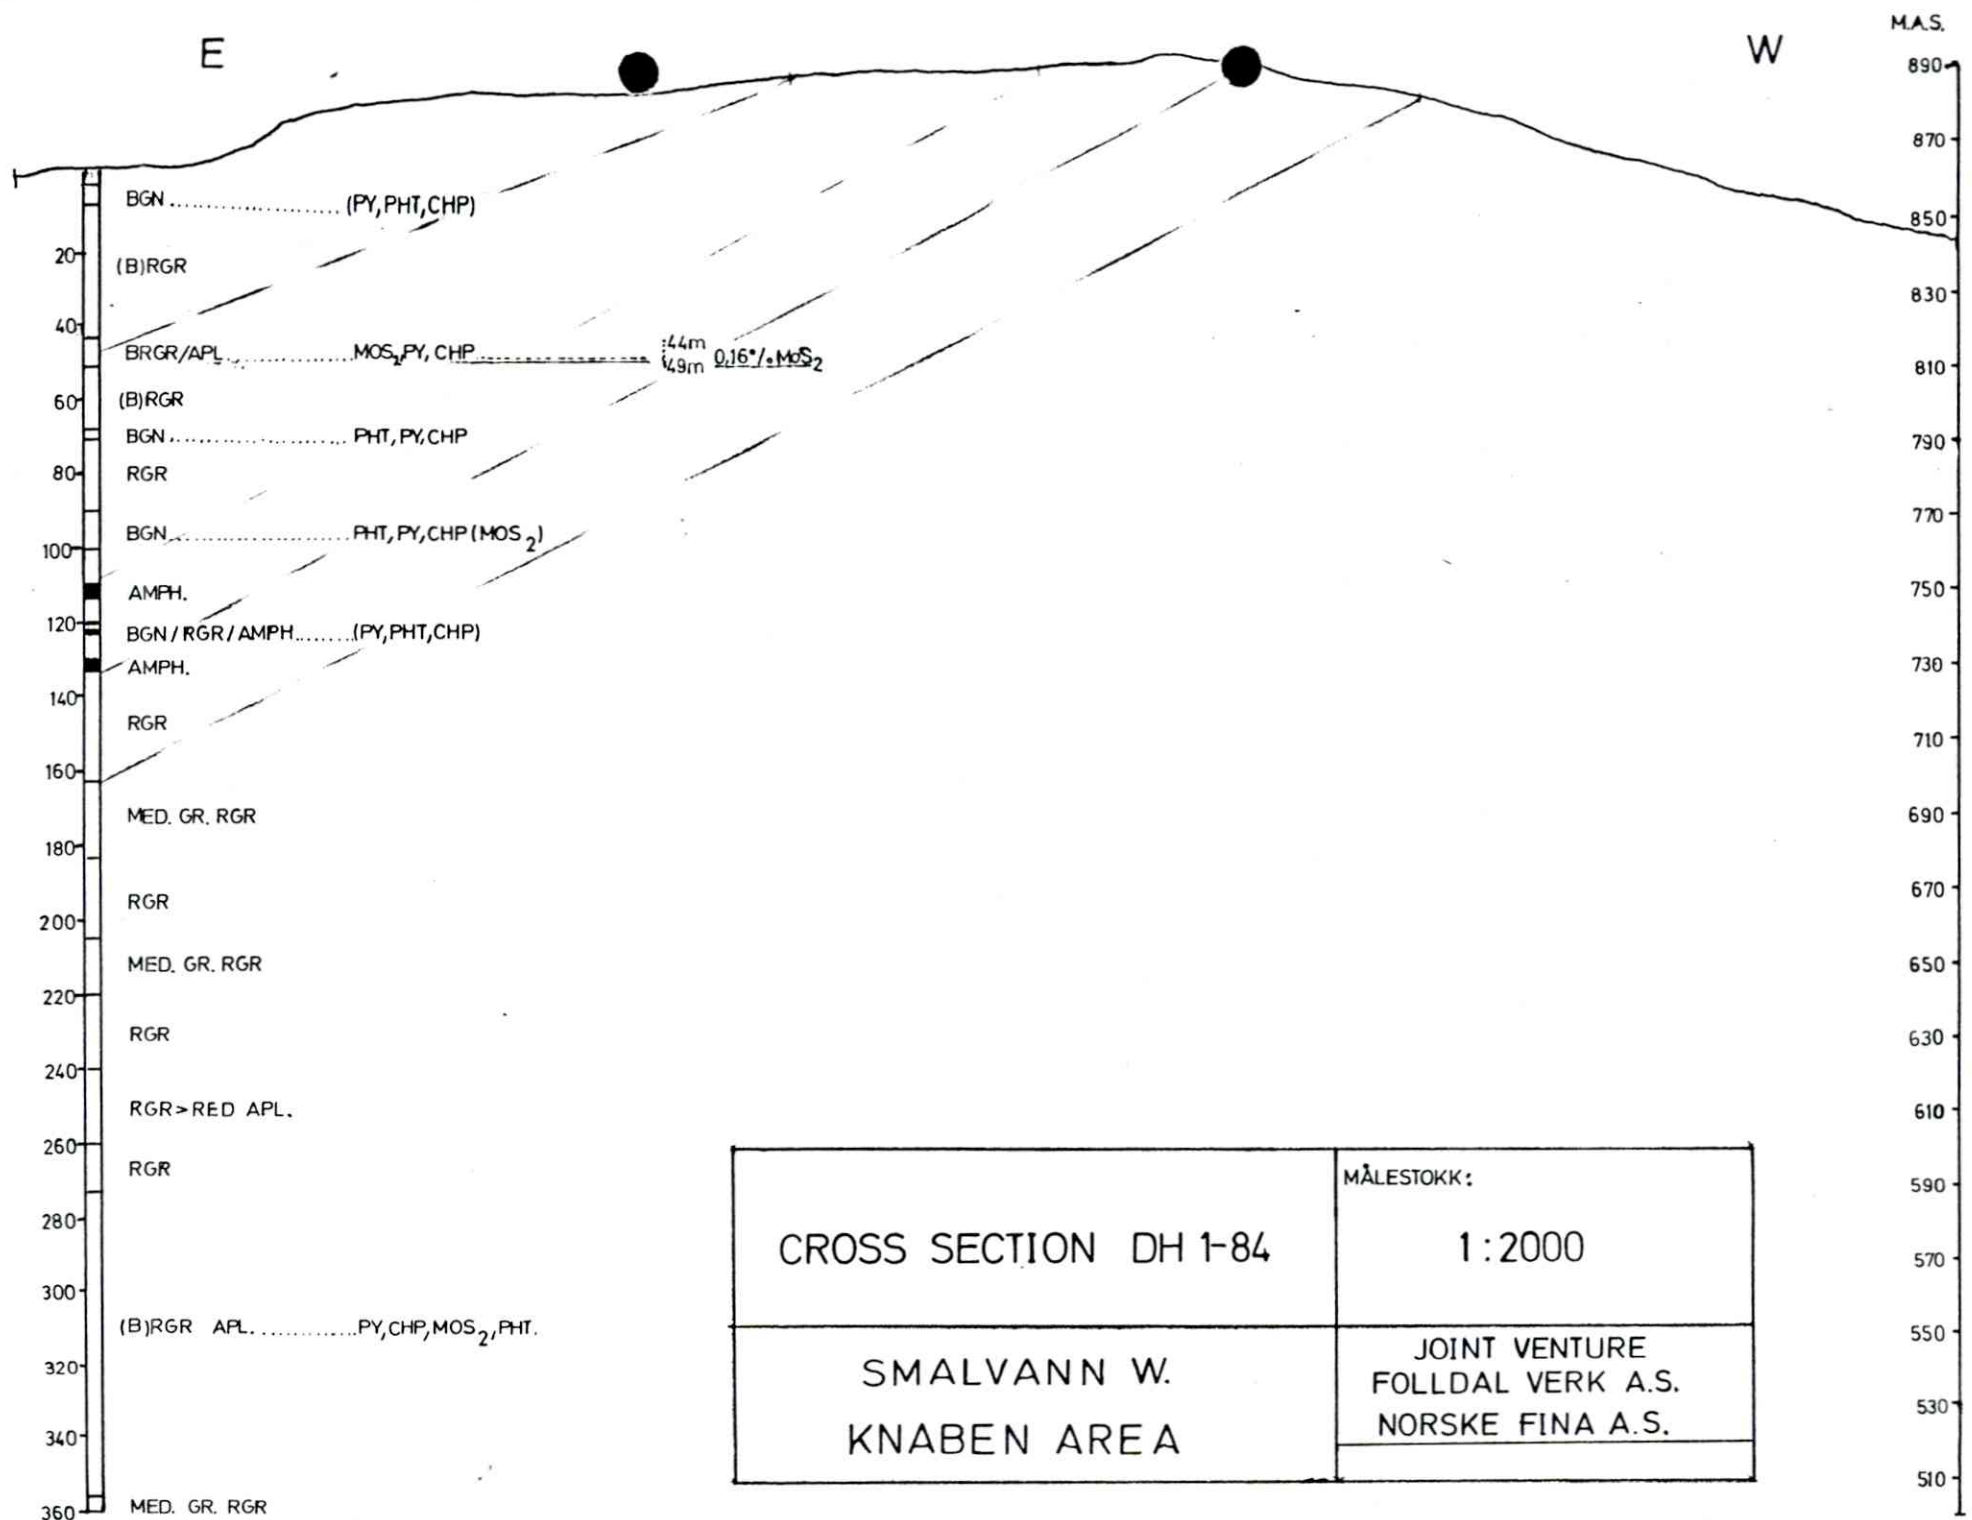 E
W
M.A.S.
890
870
850
830
810
790
770
750
730
710
690
670
650
630
610
590
570
550
530
510
20
40
60
80
100
120
140
160
180
200
220
240
260
280
300
320
340
360
BGN ................... (PY,PHT,CHP)
(B)RGR
BRGR/APL................MOS2,PY, CHP
44m
49m 0,16% MoS2
(B)RGR
BGN..................... PHT,PY,CHP
RGR
BGN.....................PHT,PY,CHP(MOS2)
AMPH.
BGN/RGR/AMPH........(PY,PHT,CHP)
AMPH.
RGR
MED. GR. RGR
RGR
MED. GR. RGR
RGR
RGR>RED APL.
RGR
(B)RGR APL.............PY,CHP,MOS2,PHT.
MED. GR. RGR
CROSS SECTION DH 1-84
MÅLESTOKK:
1:2000
SMALVANN W.
KNABEN AREA
JOINT VENTURE
FOLLDAL VERK A.S.
NORSKE FINA A.S.